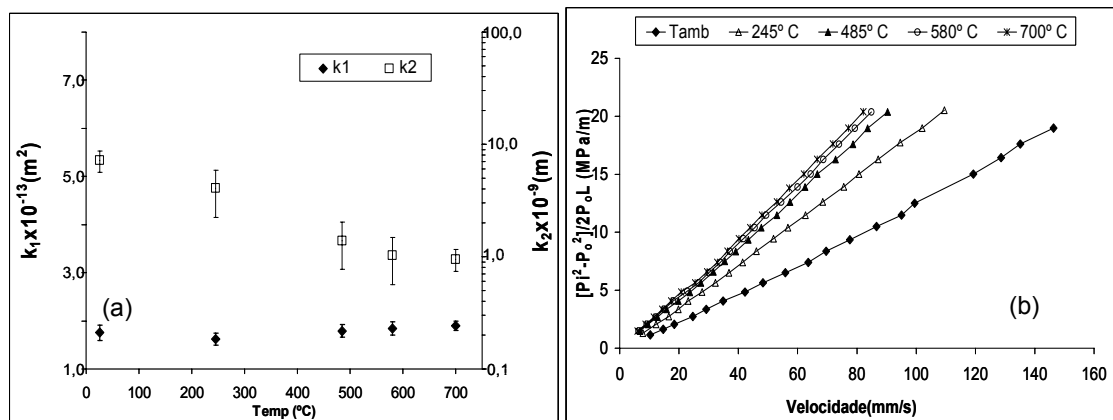 (a)
k1
k2
k₁x10⁻¹³(m²)
7,0
5,0
3,0
1,0
k₂x10⁻⁹(m)
100,0
10,0
1,0
0,1
0 100 200 300 400 500 600 700
Temp (ºC)
(a)
(b)
Tamb 245º C 485º C 580º C 700º C
[Pi²-Pₒ²]/2PₒL (MPa/m)
25
20
15
10
5
0
0 20 40 60 80 100 120 140 160
Velocidade(mm/s)
(b)